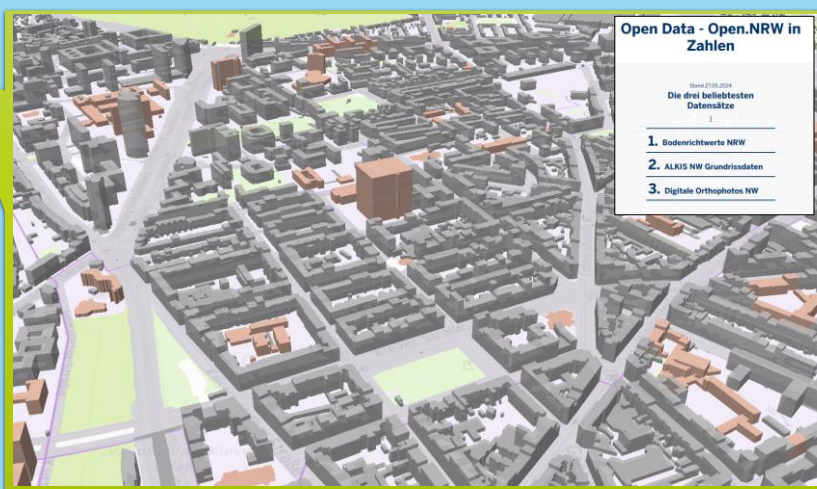 Open Data - Open.NRW in
Zahlen
Stand 27.05.2024
Die drei beliebtesten
Datensätze
1. Bodenrichtwerte NRW
2. ALKIS NW Grundrissdaten
3. Digitale Orthophotos NW